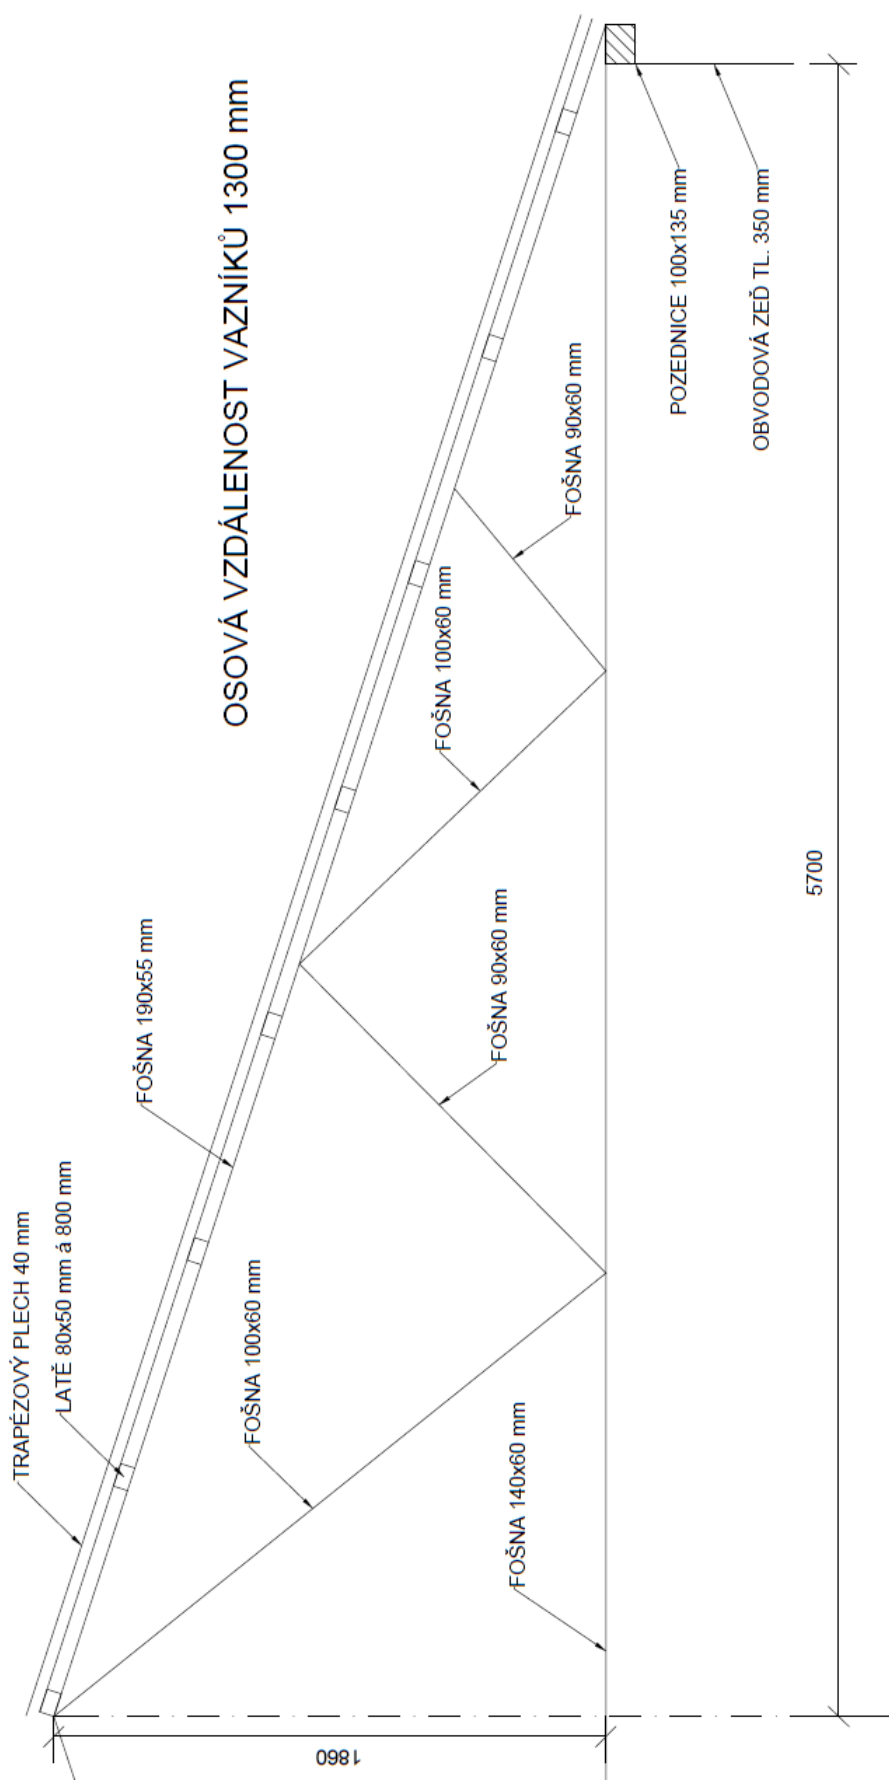 TRAPÉZOVÝ PLECH 40 mm
LATĚ 80x50 mm á 800 mm
FOŠNA 190x55 mm
OSOVÁ VZDÁLENOST VAZNÍKŮ 1300 mm
FOŠNA 100x60 mm
FOŠNA 90x60 mm
FOŠNA 100x60 mm
FOŠNA 90x60 mm
FOŠNA 140x60 mm
POZEDNICE 100x135 mm
OBVODOVÁ ZEĎ TL. 350 mm
5700
1860